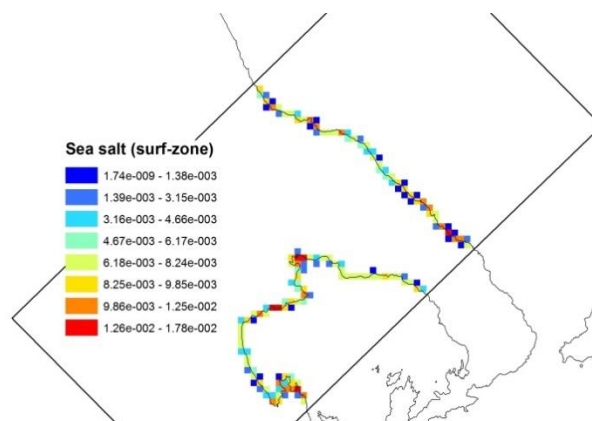 Sea salt (surf-zone)
1.74e-009 - 1.38e-003
1.39e-003 - 3.15e-003
3.16e-003 - 4.66e-003
4.67e-003 - 6.17e-003
6.18e-003 - 8.24e-003
8.25e-003 - 9.85e-003
9.86e-003 - 1.25e-002
1.26e-002 - 1.78e-002